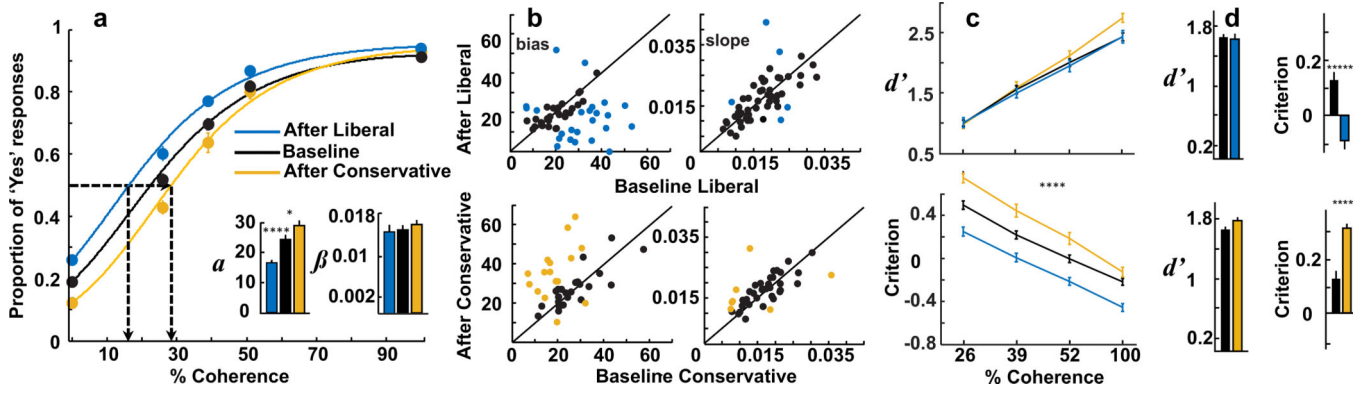 a
Proportion of 'Yes' responses
1
0.8
0.6
0.4
0.2
0
After Liberal
Baseline
After Conservative
a
30
20
10
0
****
*
ß
0.018
0.01
0.002
10
30
50
70
90
% Coherence
b
bias
After Liberal
60
40
20
0
20
40
60
slope
0.035
0.015
0
0.015
0.035
Baseline Liberal
After Conservative
60
40
20
0
20
40
60
0.035
0.015
0
0.015
0.035
Baseline Conservative
c
d'
2.5
1.5
0.5
Criterion
****
0.4
0
-0.4
-0.8
26
39
52
100
% Coherence
d
d'
1.8
1
0.2
Criterion
0.2
0
*****
d'
1.8
1
0.2
Criterion
0.2
0
****